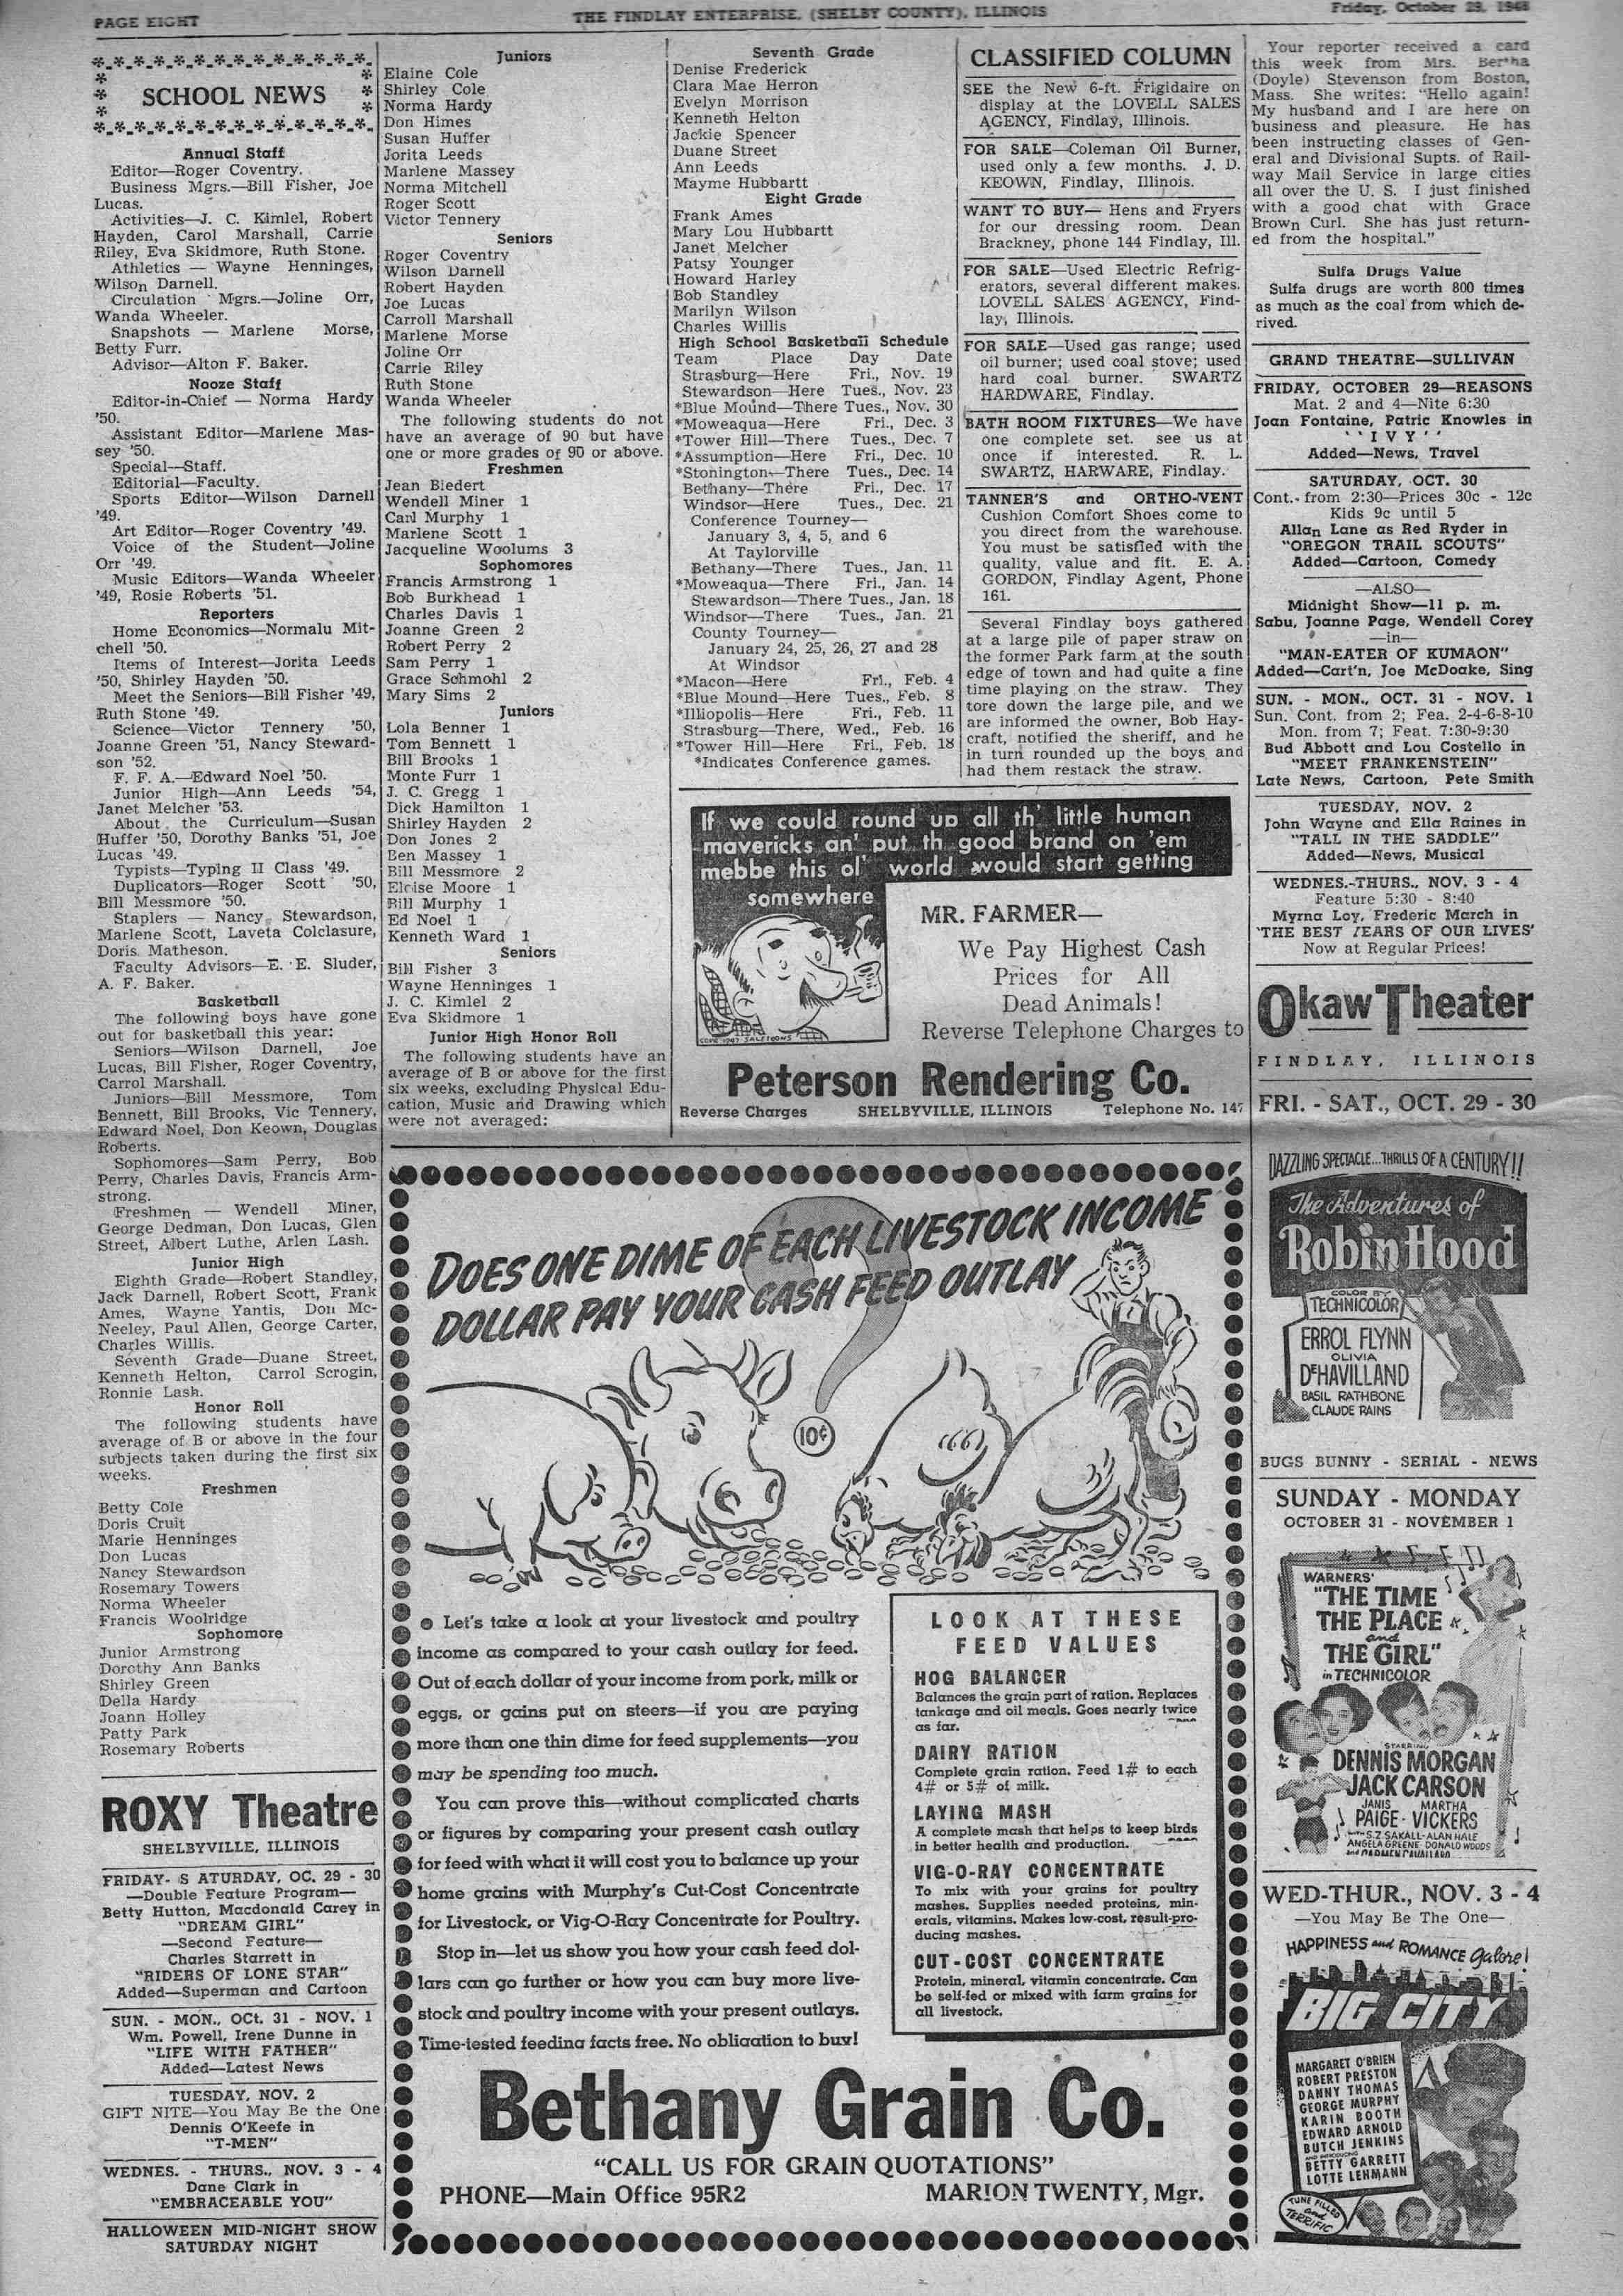 PAGE EIGHT
THE FINDLAY ENTERPRISE, (SHELBY COUNTY), ILLINOIS
Friday, October 29, 1948
SCHOOL NEWS
Annual Staff
Editor—Roger Coventry.
Business Mgrs.—Bill Fisher, Joe
Lucas.
Activities—J. C. Kimlel, Robert
Hayden, Carol Marshall, Carrie
Riley, Eva Skidmore, Ruth Stone.
Athletics — Wayne Henninges,
Wilson Darnell.
Circulation Mgrs.—Joline Orr,
Wanda Wheeler.
Snapshots — Marlene Morse,
Betty Furr.
Advisor—Alton F. Baker.
Nooze Staff
Editor-in-Chief — Norma Hardy
'50.
Assistant Editor—Marlene Mas-
sey '50.
Special—Staff.
Editorial—Faculty.
Sports Editor—Wilson Darnell
'49.
Art Editor—Roger Coventry '49.
Voice of the Student—Joline
Orr '49.
Music Editors—Wanda Wheeler
'49, Rosie Roberts '51.
Reporters
Home Economics—Normalu Mit-
chell '50.
Items of Interest—Jorita Leeds
'50, Shirley Hayden '50.
Meet the Seniors—Bill Fisher '49,
Ruth Stone '49.
Science—Victor Tennery '50,
Joanne Green '51, Nancy Steward-
son '52.
F. F. A.—Edward Noel '50.
Junior High—Ann Leeds '54,
Janet Melcher '53.
About the Curriculum—Susan
Huffer '50, Dorothy Banks '51, Joe
Lucas '49.
Typists—Typing II Class '49.
Duplicators—Roger Scott '50,
Bill Messmore '50.
Staplers — Nancy Stewardson,
Marlene Scott, Laveta Colclasure,
Doris Matheson.
Faculty Advisors—E. E. Sluder,
A. F. Baker.
Basketball
The following boys have gone
out for basketball this year:
Seniors—Wilson Darnell, Joe
Lucas, Bill Fisher, Roger Coventry,
Carrol Marshall.
Juniors—Bill Messmore, Tom
Bennett, Bill Brooks, Vic Tennery,
Edward Noel, Don Keown, Douglas
Roberts.
Sophomores—Sam Perry, Bob
Perry, Charles Davis, Francis Arm-
strong.
Freshmen — Wendell Miner,
George Dedman, Don Lucas, Glen
Street, Albert Luthe, Arlen Lash.
Junior High
Eighth Grade—Robert Standley,
Jack Darnell, Robert Scott, Frank
Ames, Wayne Yantis, Don Mc-
Neeley, Paul Allen, George Carter,
Charles Willis.
Seventh Grade—Duane Street,
Kenneth Helton, Carrol Scrogin,
Ronnie Lash.
Honor Roll
The following students have
average of B or above in the four
subjects taken during the first six
weeks.
Freshmen
Betty Cole
Doris Cruit
Marie Henninges
Don Lucas
Nancy Stewardson
Rosemary Towers
Norma Wheeler
Francis Woolridge
Sophomore
Junior Armstrong
Dorothy Ann Banks
Shirley Green
Della Hardy
Joann Holley
Patty Park
Rosemary Roberts
ROXY Theatre
SHELBYVILLE, ILLINOIS
FRIDAY- S ATURDAY, OC. 29 - 30
—Double Feature Program—
Betty Hutton, Macdonald Carey in
"DREAM GIRL"
—Second Feature—
Charles Starrett in
"RIDERS OF LONE STAR"
Added—Superman and Cartoon
SUN. - MON., OCt. 31 - NOV. 1
Wm. Powell, Irene Dunne in
"LIFE WITH FATHER"
Added—Latest News
TUESDAY, NOV. 2
GIFT NITE—You May Be the One
Dennis O'Keefe in
"T-MEN"
WEDNES. - THURS., NOV. 3 - 4
Dane Clark in
"EMBRACEABLE YOU"
HALLOWEEN MID-NIGHT SHOW
SATURDAY NIGHT
Juniors
Elaine Cole
Shirley Cole
Norma Hardy
Don Himes
Susan Huffer
Jorita Leeds
Marlene Massey
Norma Mitchell
Roger Scott
Victor Tennery
Seniors
Roger Coventry
Wilson Darnell
Robert Hayden
Joe Lucas
Carroll Marshall
Marlene Morse
Joline Orr
Carrie Riley
Ruth Stone
Wanda Wheeler
The following students do not
have an average of 90 but have
one or more grades of 90 or above.
Freshmen
Jean Biedert
Wendell Miner 1
Carl Murphy 1
Marlene Scott 1
Jacqueline Woolums 3
Sophomores
Francis Armstrong 1
Bob Burkhead 1
Charles Davis 1
Joanne Green 2
Robert Perry 2
Sam Perry 1
Grace Schmohl 2
Mary Sims 2
Juniors
Lola Benner 1
Tom Bennett 1
Bill Brooks 1
Monte Furr 1
J. C. Gregg 1
Dick Hamilton 1
Shirley Hayden 2
Don Jones 2
Ben Massey 1
Bill Messmore 2
Eloise Moore 1
Bill Murphy 1
Ed Noel 1
Kenneth Ward 1
Seniors
Bill Fisher 3
Wayne Henninges 1
J. C. Kimlel 2
Eva Skidmore 1
Junior High Honor Roll
The following students have an
average of B or above for the first
six weeks, excluding Physical Edu-
cation, Music and Drawing which
were not averaged:
Seventh Grade
Denise Frederick
Clara Mae Herron
Evelyn Morrison
Kenneth Helton
Jackie Spencer
Duane Street
Ann Leeds
Mayme Hubbartt
Eight Grade
Frank Ames
Mary Lou Hubbartt
Janet Melcher
Patsy Younger
Howard Harley
Bob Standley
Marilyn Wilson
Charles Willis
High School Basketball Schedule
Team Place Day Date
Strasburg—Here Fri., Nov. 19
Stewardson—Here Tues., Nov. 23
*Blue Mound—There Tues., Nov. 30
*Moweaqua—Here Fri., Dec. 3
*Tower Hill—There Tues., Dec. 7
*Assumption—Here Fri., Dec. 10
*Stonington—There Tues., Dec. 14
Bethany—There Fri., Dec. 17
Windsor—Here Tues., Dec. 21
Conference Tourney—
January 3, 4, 5, and 6
At Taylorville
Bethany—There Tues., Jan. 11
*Moweaqua—There Fri., Jan. 14
Stewardson—There Tues., Jan. 18
Windsor—There Tues., Jan. 21
County Tourney—
January 24, 25, 26, 27 and 28
At Windsor
*Macon—Here Fri., Feb. 4
*Blue Mound—Here Tues., Feb. 8
*Illiopolis—Here Fri., Feb. 11
Strasburg—There, Wed., Feb. 16
*Tower Hill—Here Fri., Feb. 18
*Indicates Conference games.
CLASSIFIED COLUMN
SEE the New 6-ft. Frigidaire on
display at the LOVELL SALES
AGENCY, Findlay, Illinois.
FOR SALE—Coleman Oil Burner,
used only a few months. J. D.
KEOWN, Findlay, Illinois.
WANT TO BUY— Hens and Fryers
for our dressing room. Dean
Brackney, phone 144 Findlay, Ill.
FOR SALE—Used Electric Refrig-
erators, several different makes.
LOVELL SALES AGENCY, Find-
lay, Illinois.
FOR SALE—Used gas range; used
oil burner; used coal stove; used
hard coal burner. SWARTZ
HARDWARE, Findlay.
BATH ROOM FIXTURES—We have
one complete set. see us at
once if interested. R. L.
SWARTZ, HARWARE, Findlay.
TANNER'S and ORTHO-VENT
Cushion Comfort Shoes come to
you direct from the warehouse.
You must be satisfied with the
quality, value and fit. E. A.
GORDON, Findlay Agent, Phone
161.
Several Findlay boys gathered
at a large pile of paper straw on
the former Park farm at the south
edge of town and had quite a fine
time playing on the straw. They
tore down the large pile, and we
are informed the owner, Bob Hay-
craft, notified the sheriff, and he
in turn rounded up the boys and
had them restack the straw.
If we could round up all th' little human
mavericks an' put th good brand on 'em
mebbe this ol' world would start getting
somewhere
COPR 1947 SALETOONS
MR. FARMER—
We Pay Highest Cash
Prices for All
Dead Animals!
Reverse Telephone Charges to
Peterson Rendering Co.
Reverse Charges SHELBYVILLE, ILLINOIS Telephone No. 147
DOES ONE DIME OF EACH LIVESTOCK INCOME
DOLLAR PAY YOUR CASH FEED OUTLAY
10¢
Let's take a look at your livestock and poultry
income as compared to your cash outlay for feed.
Out of each dollar of your income from pork, milk or
eggs, or gains put on steers—if you are paying
more than one thin dime for feed supplements—you
may be spending too much.
You can prove this—without complicated charts
or figures by comparing your present cash outlay
for feed with what it will cost you to balance up your
home grains with Murphy's Cut-Cost Concentrate
for Livestock, or Vig-O-Ray Concentrate for Poultry.
Stop in—let us show you how your cash feed dol-
lars can go further or how you can buy more live-
stock and poultry income with your present outlays.
Time-tested feeding facts free. No obligation to buy!
LOOK AT THESE
FEED VALUES
HOG BALANCER
Balances the grain part of ration. Replaces
tankage and oil meals. Goes nearly twice
as far.
DAIRY RATION
Complete grain ration. Feed 1# to each
4# or 5# of milk.
LAYING MASH
A complete mash that helps to keep birds
in better health and production.
VIG-O-RAY CONCENTRATE
To mix with your grains for poultry
mashes. Supplies needed proteins, min-
erals, vitamins. Makes low-cost, result-pro-
ducing mashes.
CUT-COST CONCENTRATE
Protein, mineral, vitamin concentrate. Can
be self-fed or mixed with farm grains for
all livestock.
Bethany Grain Co.
"CALL US FOR GRAIN QUOTATIONS"
PHONE—Main Office 95R2 MARION TWENTY, Mgr.
Your reporter received a card
this week from Mrs. Bertha
(Doyle) Stevenson from Boston,
Mass. She writes: "Hello again!
My husband and I are here on
business and pleasure. He has
been instructing classes of Gen-
eral and Divisional Supts. of Rail-
way Mail Service in large cities
all over the U. S. I just finished
with a good chat with Grace
Brown Curl. She has just return-
ed from the hospital."
Sulfa Drugs Value
Sulfa drugs are worth 800 times
as much as the coal from which de-
rived.
GRAND THEATRE—SULLIVAN
FRIDAY, OCTOBER 29—REASONS
Mat. 2 and 4—Nite 6:30
Joan Fontaine, Patric Knowles in
''IVY''
Added—News, Travel
SATURDAY, OCT. 30
Cont. from 2:30—Prices 30c - 12c
Kids 9c until 5
Allan Lane as Red Ryder in
"OREGON TRAIL SCOUTS"
Added—Cartoon, Comedy
—ALSO—
Midnight Show—11 p. m.
Sabu, Joanne Page, Wendell Corey
—in—
"MAN-EATER OF KUMAON"
Added—Cart'n, Joe McDoake, Sing
SUN. - MON., OCT. 31 - NOV. 1
Sun. Cont. from 2; Fea. 2-4-6-8-10
Mon. from 7; Feat. 7:30-9:30
Bud Abbott and Lou Costello in
"MEET FRANKENSTEIN"
Late News, Cartoon, Pete Smith
TUESDAY, NOV. 2
John Wayne and Ella Raines in
"TALL IN THE SADDLE"
Added—News, Musical
WEDNES.-THURS., NOV. 3 - 4
Feature 5:30 - 8:40
Myrna Loy, Frederic March in
'THE BEST YEARS OF OUR LIVES'
Now at Regular Prices!
Okaw Theater
FINDLAY, ILLINOIS
FRI. - SAT., OCT. 29 - 30
DAZZLING SPECTACLE...THRILLS OF A CENTURY!!
The Adventures of
Robin Hood
COLOR BY
TECHNICOLOR
ERROL FLYNN
OLIVIA
DeHAVILLAND
BASIL RATHBONE
CLAUDE RAINS
BUGS BUNNY - SERIAL - NEWS
SUNDAY - MONDAY
OCTOBER 31 - NOVEMBER 1
WARNERS'
"THE TIME
THE PLACE
and
THE GIRL"
in TECHNICOLOR
STARRING
DENNIS MORGAN
JACK CARSON
JANIS MARTHA
PAIGE · VICKERS
with S.Z. SAKALL · ALAN HALE
ANGELA GREENE · DONALD WOODS
and CARMEN CAVALLARO
WED-THUR., NOV. 3 - 4
—You May Be The One—
HAPPINESS and ROMANCE Galore!
BIG CITY
MARGARET O'BRIEN
ROBERT PRESTON
DANNY THOMAS
GEORGE MURPHY
KARIN BOOTH
EDWARD ARNOLD
BUTCH JENKINS
AND INTRODUCING
BETTY GARRETT
LOTTE LEHMANN
TUNE FILLED
and
TERRIFIC